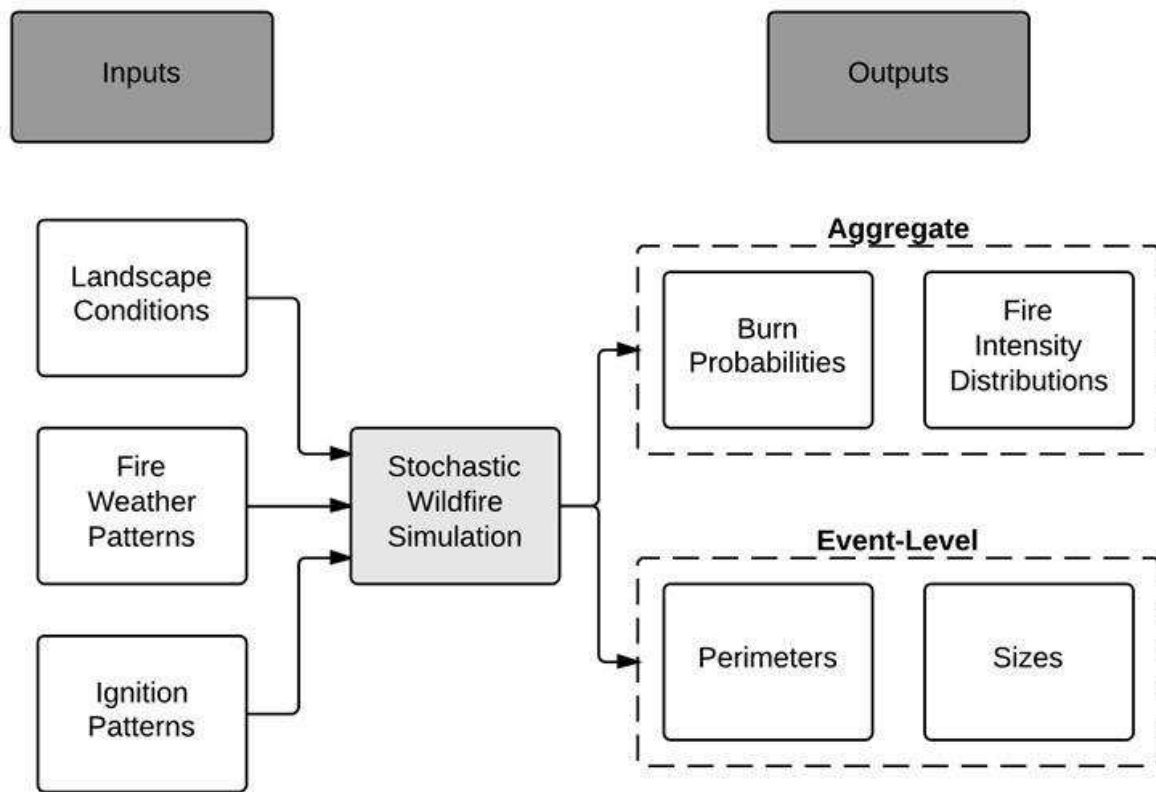 Inputs
Outputs
Landscape
Conditions
Fire
Weather
Patterns
Ignition
Patterns
Stochastic
Wildfire
Simulation
Aggregate
Burn
Probabilities
Fire
Intensity
Distributions
Event-Level
Perimeters
Sizes